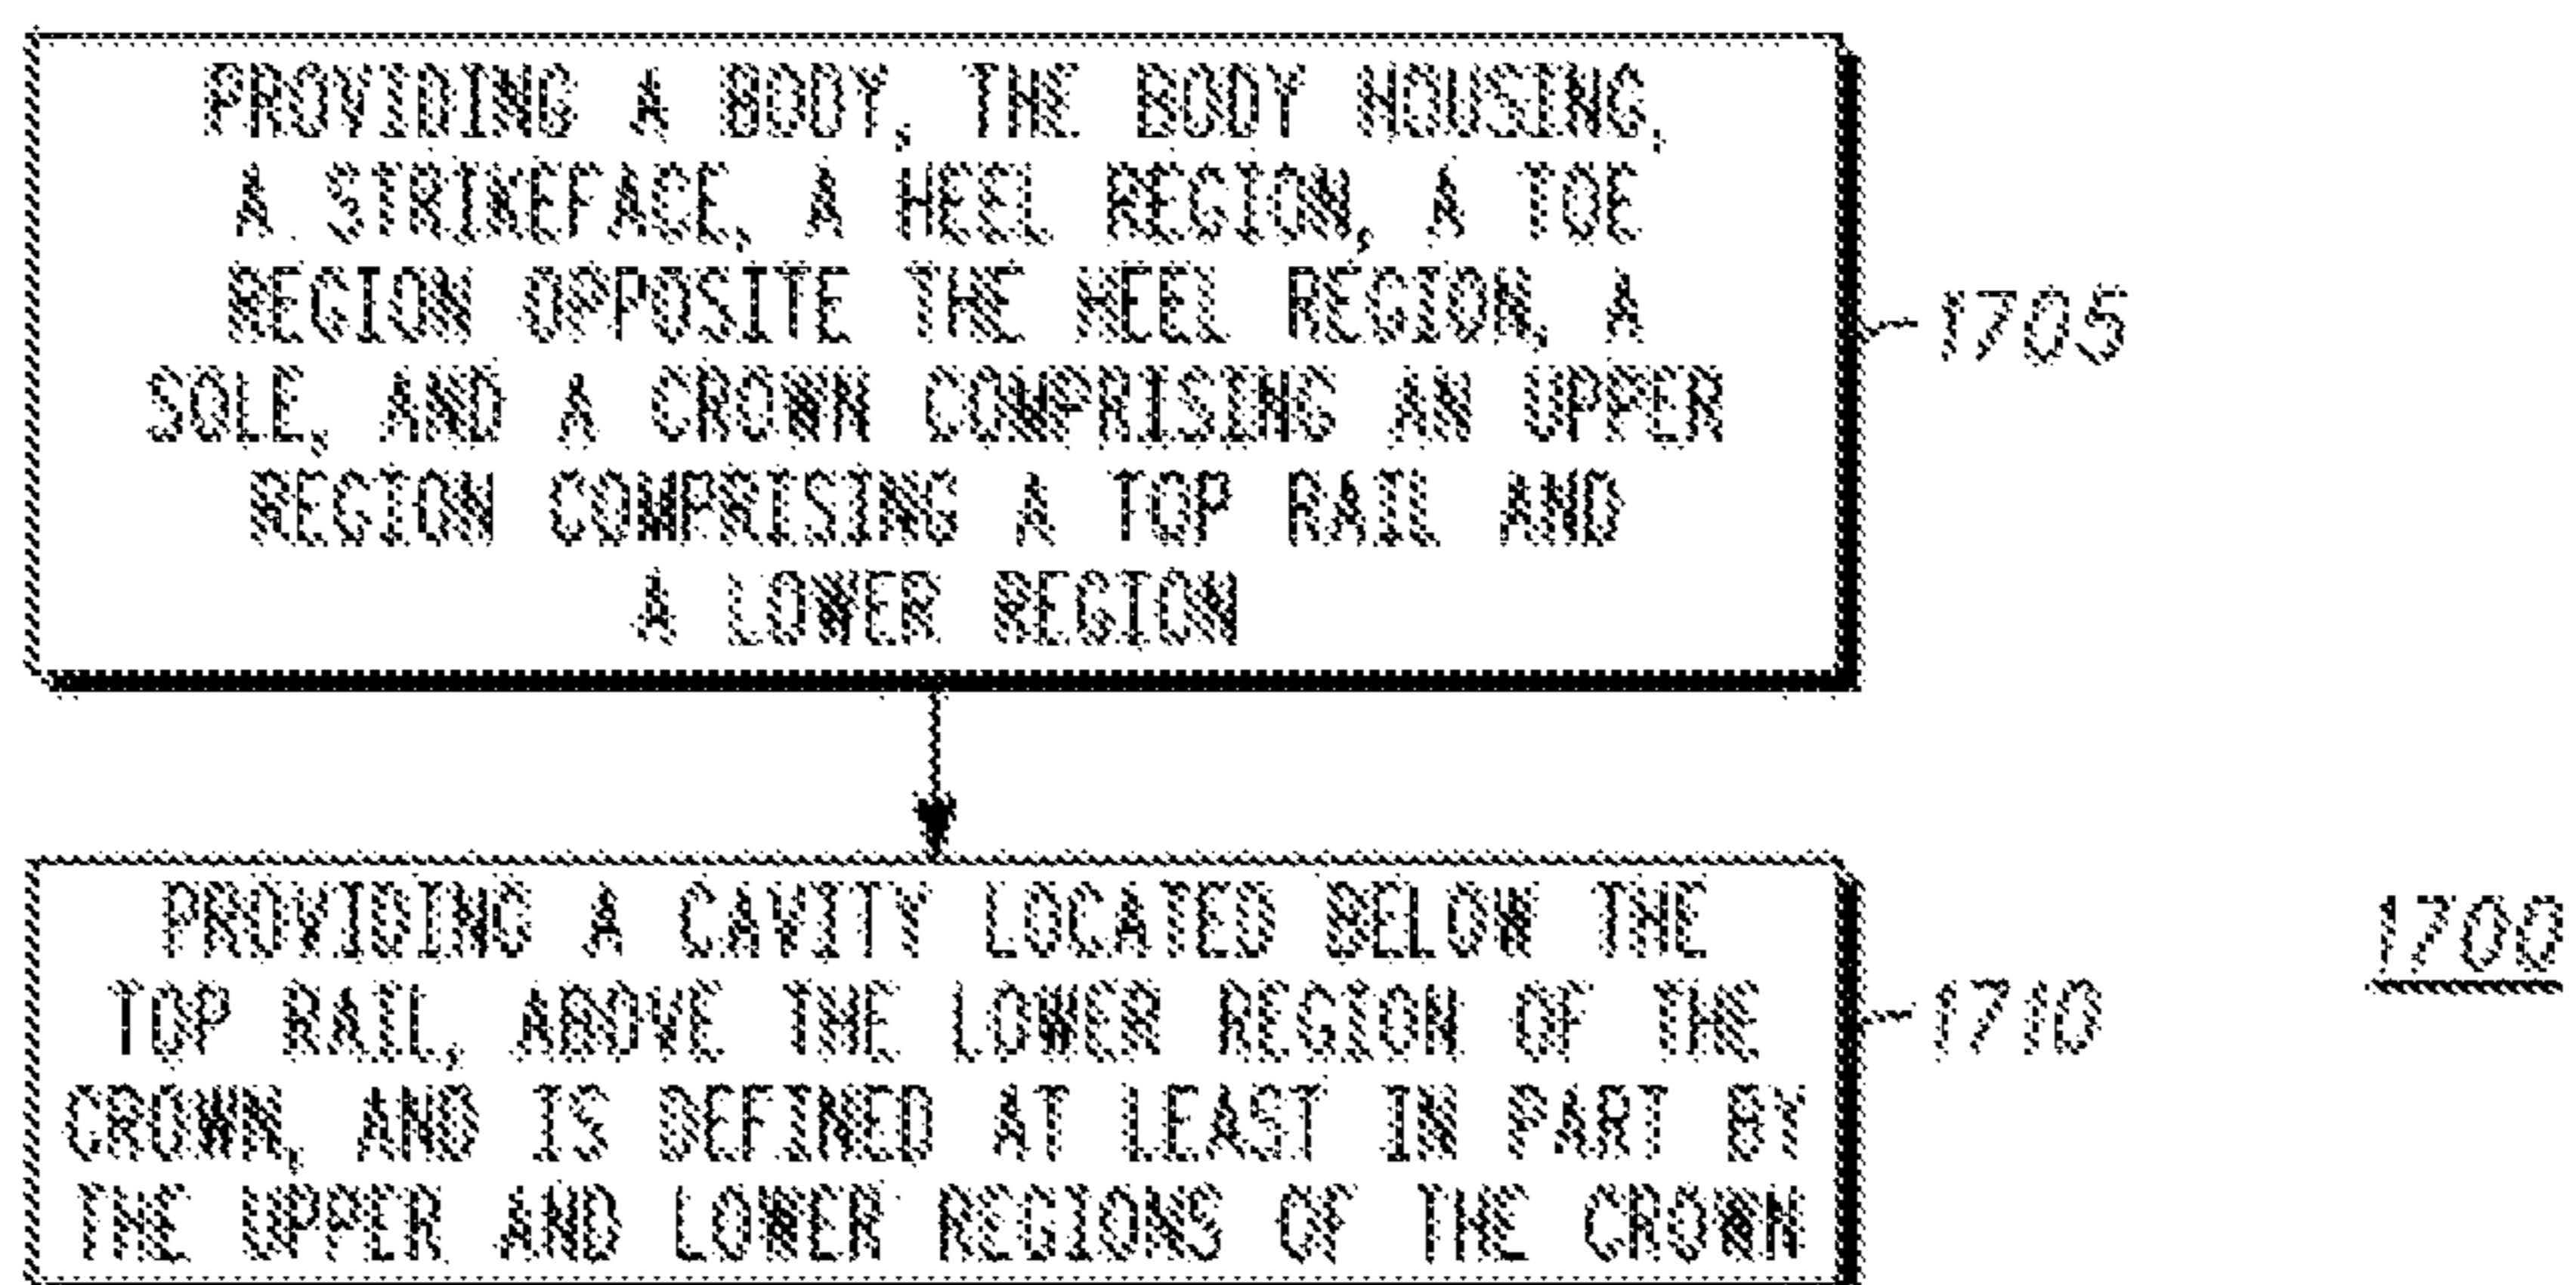 PROVIDING A BODY, THE BODY HOUSING,
A STRIKEFACE, A HEEL REGION, A TOE
REGION OPPOSITE THE HEEL REGION, A
SOLE, AND A CROWN COMPRISING AN UPPER
REGION COMPRISING A TOP RAIL AND
A LOWER REGION
1705
PROVIDING A CAVITY LOCATED BELOW THE
TOP RAIL, ABOVE THE LOWER REGION OF THE
CROWN, AND IS DEFINED AT LEAST IN PART BY
THE UPPER AND LOWER REGIONS OF THE CROWN
1710
1700